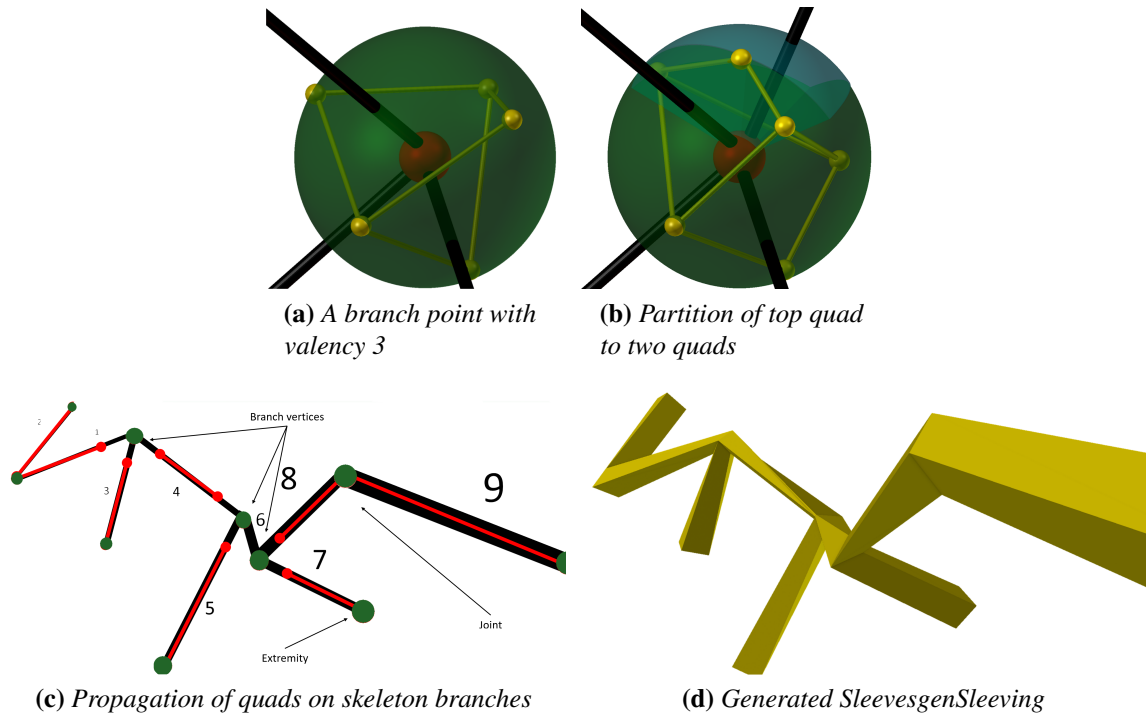 (a) A branch point with
valency 3
(b) Partition of top quad
to two quads
Branch vertices
2
1
3
4
8
9
6
7
5
Joint
Extremity
(c) Propagation of quads on skeleton branches
(d) Generated SleevesgenSleeving